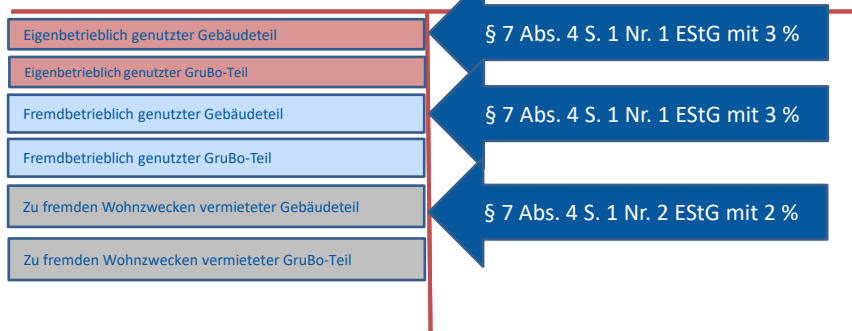 Eigenbetrieblich genutzter Gebäudeteil
§ 7 Abs. 4 S. 1 Nr. 1 EStG mit 3 %
Eigenbetrieblich genutzter GruBo-Teil
Fremdbetrieblich genutzter Gebäudeteil
§ 7 Abs. 4 S. 1 Nr. 1 EStG mit 3 %
Fremdbetrieblich genutzter GruBo-Teil
Zu fremden Wohnzwecken vermieteter Gebäudeteil
§ 7 Abs. 4 S. 1 Nr. 2 EStG mit 2 %
Zu fremden Wohnzwecken vermieteter GruBo-Teil